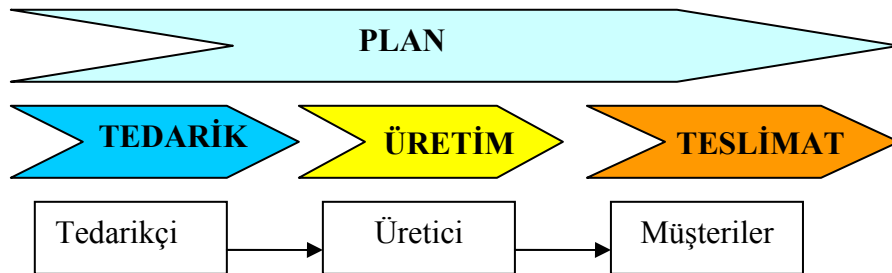 PLAN
TEDARİK
ÜRETİM
TESLİMAT
Tedarikçi
Üretici
Müşteriler